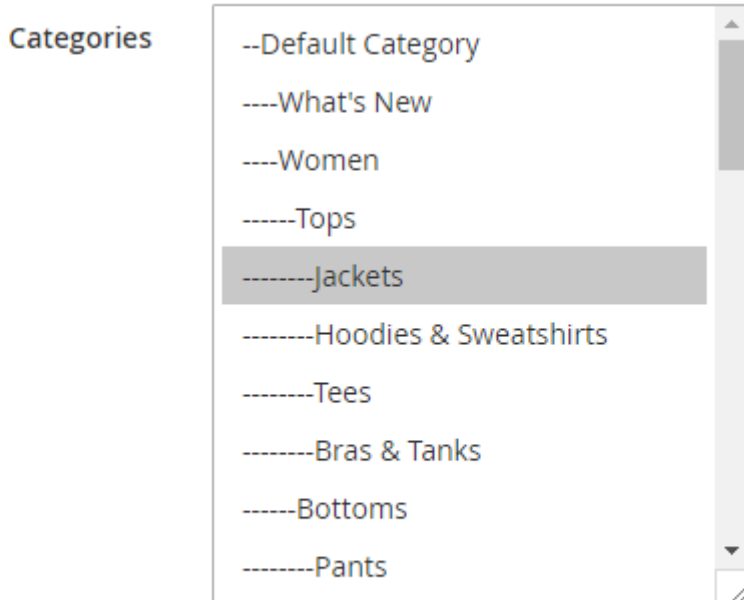 Categories
--Default Category
----What's New
----Women
------Tops
--------Jackets
--------Hoodies & Sweatshirts
--------Tees
--------Bras & Tanks
------Bottoms
--------Pants